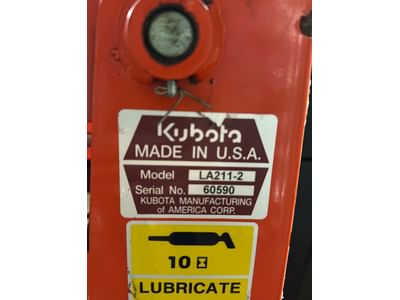 Kubota
MADE IN U.S.A.
Model LA211-2
Serial No. 60590
KUBOTA MANUFACTURING
of AMERICA CORP.
10
LUBRICATE